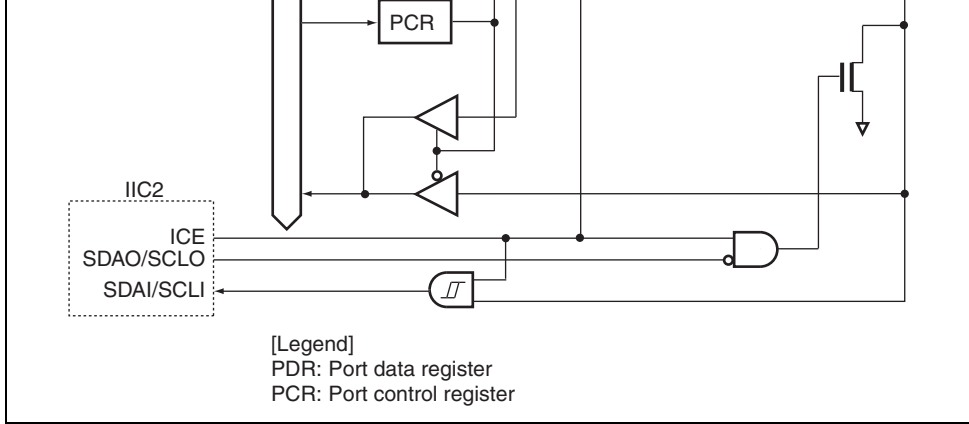 PCR
IIC2
ICE
SDAO/SCLO
SDAI/SCLI
[Legend]
PDR: Port data register
PCR: Port control register